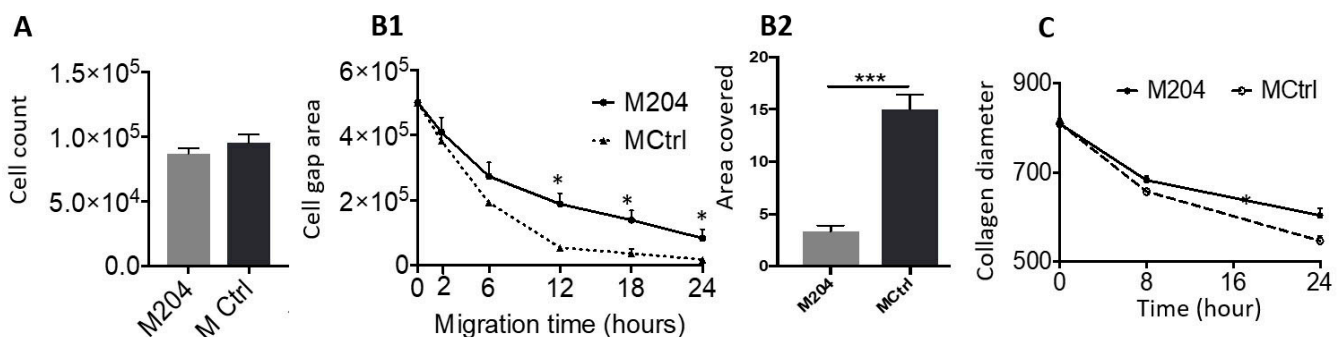 A
Cell count
1.5×10⁵
1.0×10⁵
5.0×10⁴
0.0
M204
M Ctrl
B1
Cell gap area
6×10⁵
4×10⁵
2×10⁵
0
0 2 6 12 18 24
Migration time (hours)
M204
MCtrl
*
*
*
B2
Area covered
20
15
10
5
0
***
M204
MCtrl
C
Collagen diameter
900
700
500
M204 MCtrl
*
0 8 16 24
Time (hour)